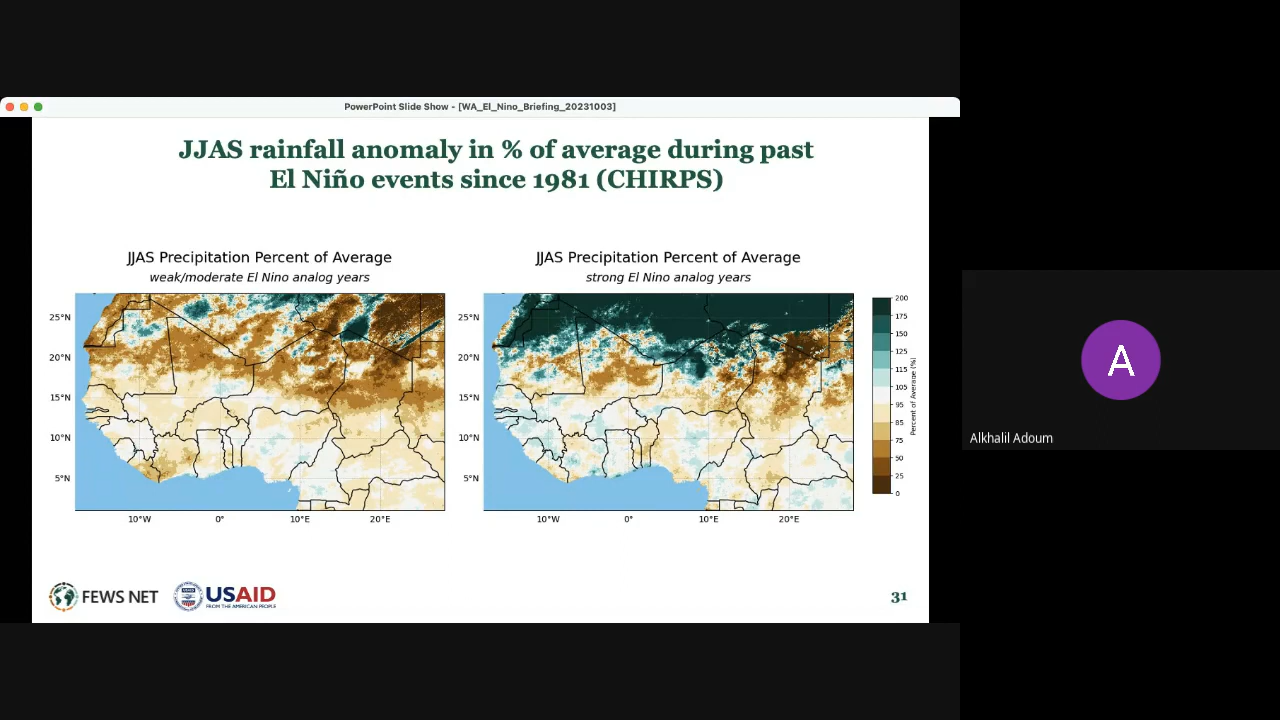 PowerPoint Slide Show - [WA_El_Nino_Briefing_20231003]
JJAS rainfall anomaly in % of average during past
El Niño events since 1981 (CHIRPS)
JJAS Precipitation Percent of Average
weak/moderate El Nino analog years
25°N
20°N
15°N
10°N
5°N
10°W
0°
10°E
20°E
JJAS Precipitation Percent of Average
strong El Nino analog years
25°N
20°N
15°N
10°N
5°N
10°W
0°
10°E
20°E
200
175
150
125
115
105
95
85
75
50
25
0
Percent of Average (%)
FEWS NET
USAID
FROM THE AMERICAN PEOPLE
31
A
Alkhalil Adoum